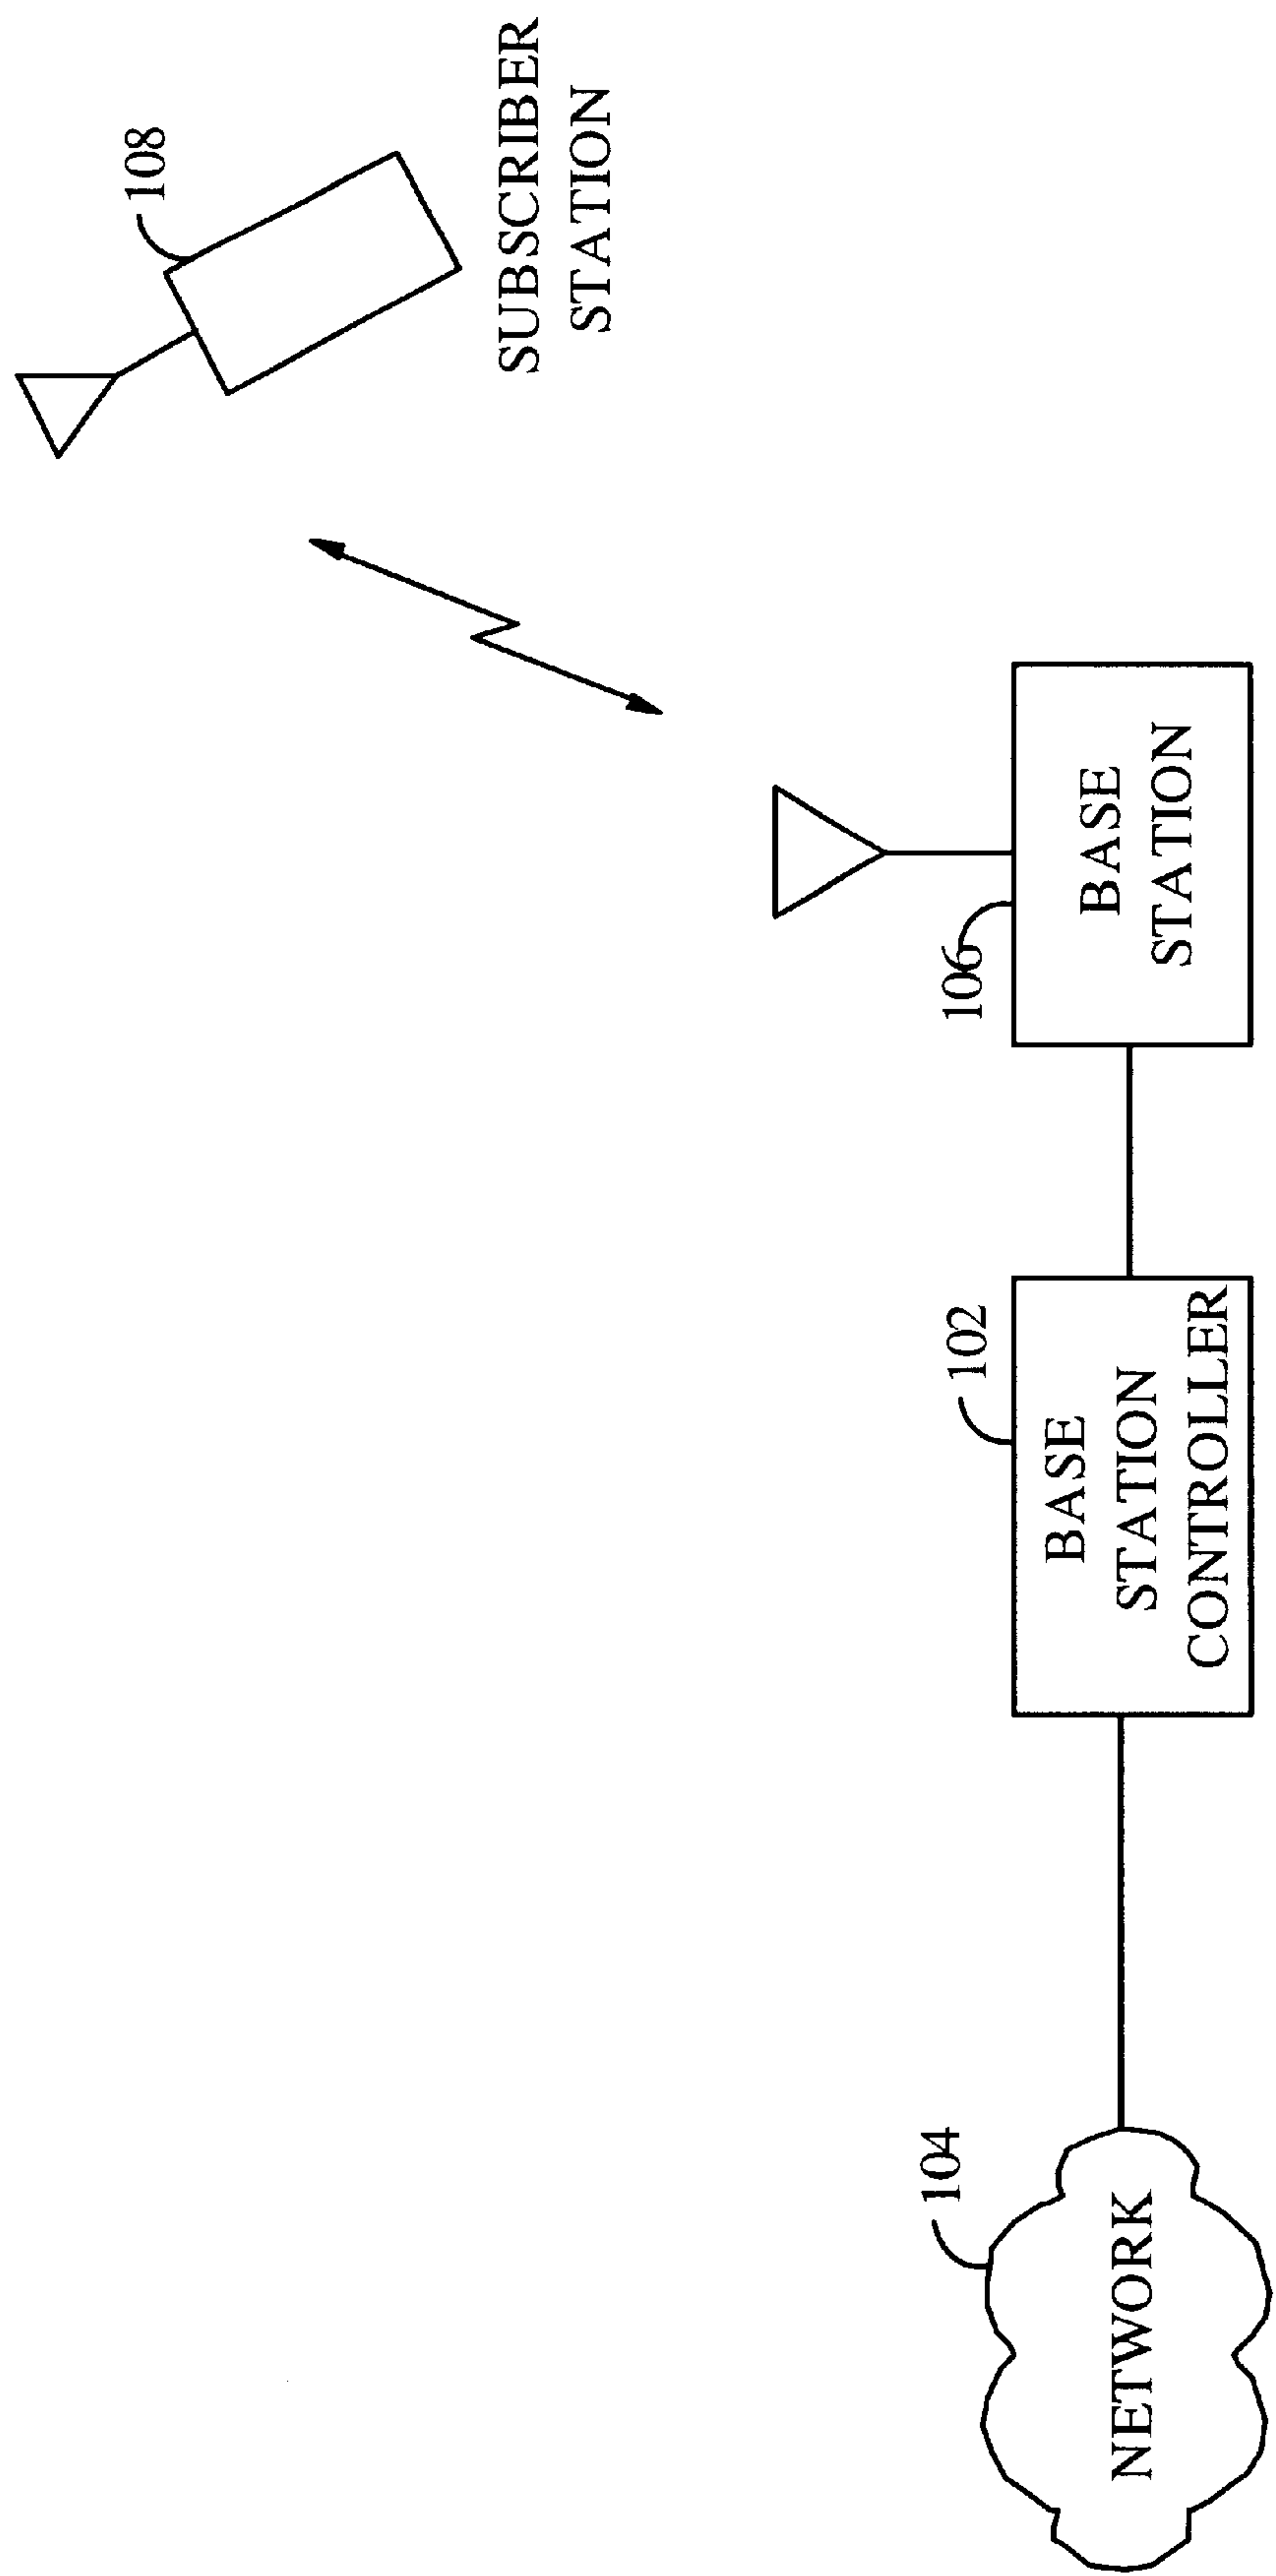 108
SUBSCRIBER
STATION
106
BASE
STATION
102
BASE
STATION
CONTROLLER
104
NETWORK